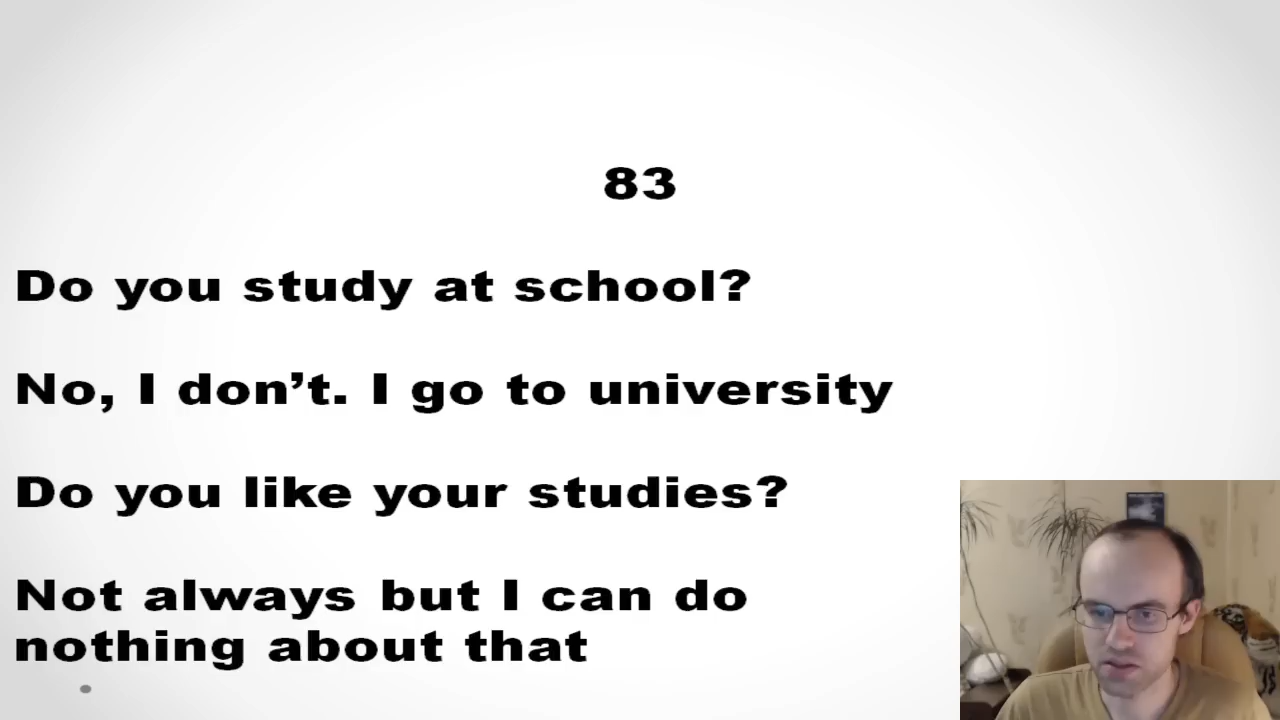 83
Do you study at school?
No, I don’t. I go to university
Do you like your studies?
Not always but I can do
nothing about that